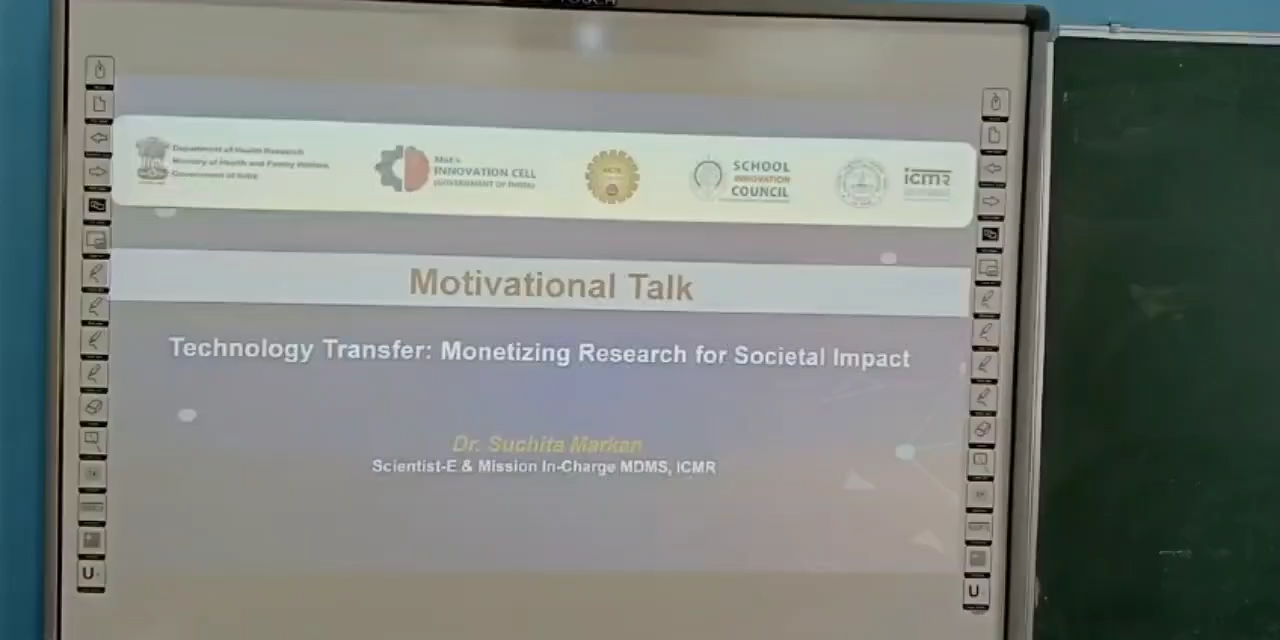 Department of Health Research
Ministry of Health and Family Welfare
Government of India
MoE's
INNOVATION CELL
(GOVERNMENT OF INDIA)
SCHOOL
INNOVATION
COUNCIL
icmr
Motivational Talk
Technology Transfer: Monetizing Research for Societal Impact
Dr. Suchita Markan
Scientist-E & Mission In-Charge MDMS, ICMR
U
U